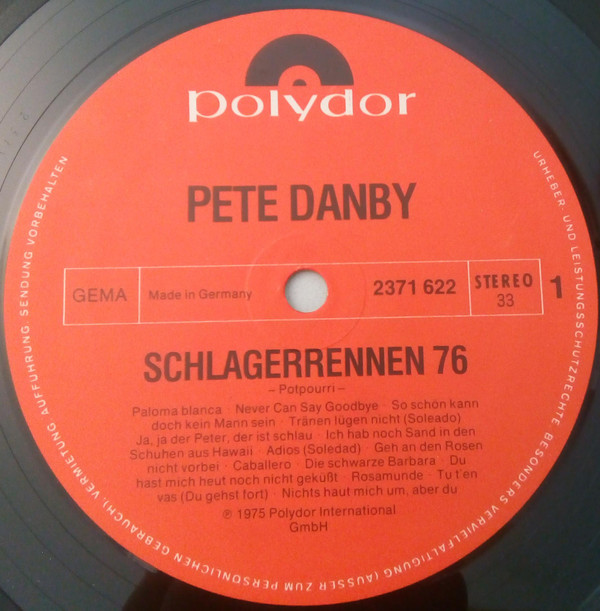 polydor
PETE DANBY
GEMA
Made in Germany
2371 622
STEREO
33
1
SCHLAGERRENNEN 76
– Potpourri –
Paloma blanca · Never Can Say Goodbye · So schön kann
doch kein Mann sein · Tränen lügen nicht (Soleado)
Ja, ja der Peter, der ist schlau · Ich hab noch Sand in den
Schuhen aus Hawaii · Adios (Soledad) · Geh an den Rosen
nicht vorbei · Caballero · Die schwarze Barbara · Du
hast mich heut noch nicht geküßt · Rosamunde · Tu t'en
vas (Du gehst fort) · Nichts haut mich um, aber du
℗ 1975 Polydor International
GmbH
URHEBER- UND LEISTUNGSSCHUTZRECHTE, BESONDERS VERVIELFÄLTIGUNG (AUSSER ZUM PERSÖNLICHEN GEBRAUCH), VERMIETUNG AUFFÜHRUNG SENDUNG VORBEHALTEN